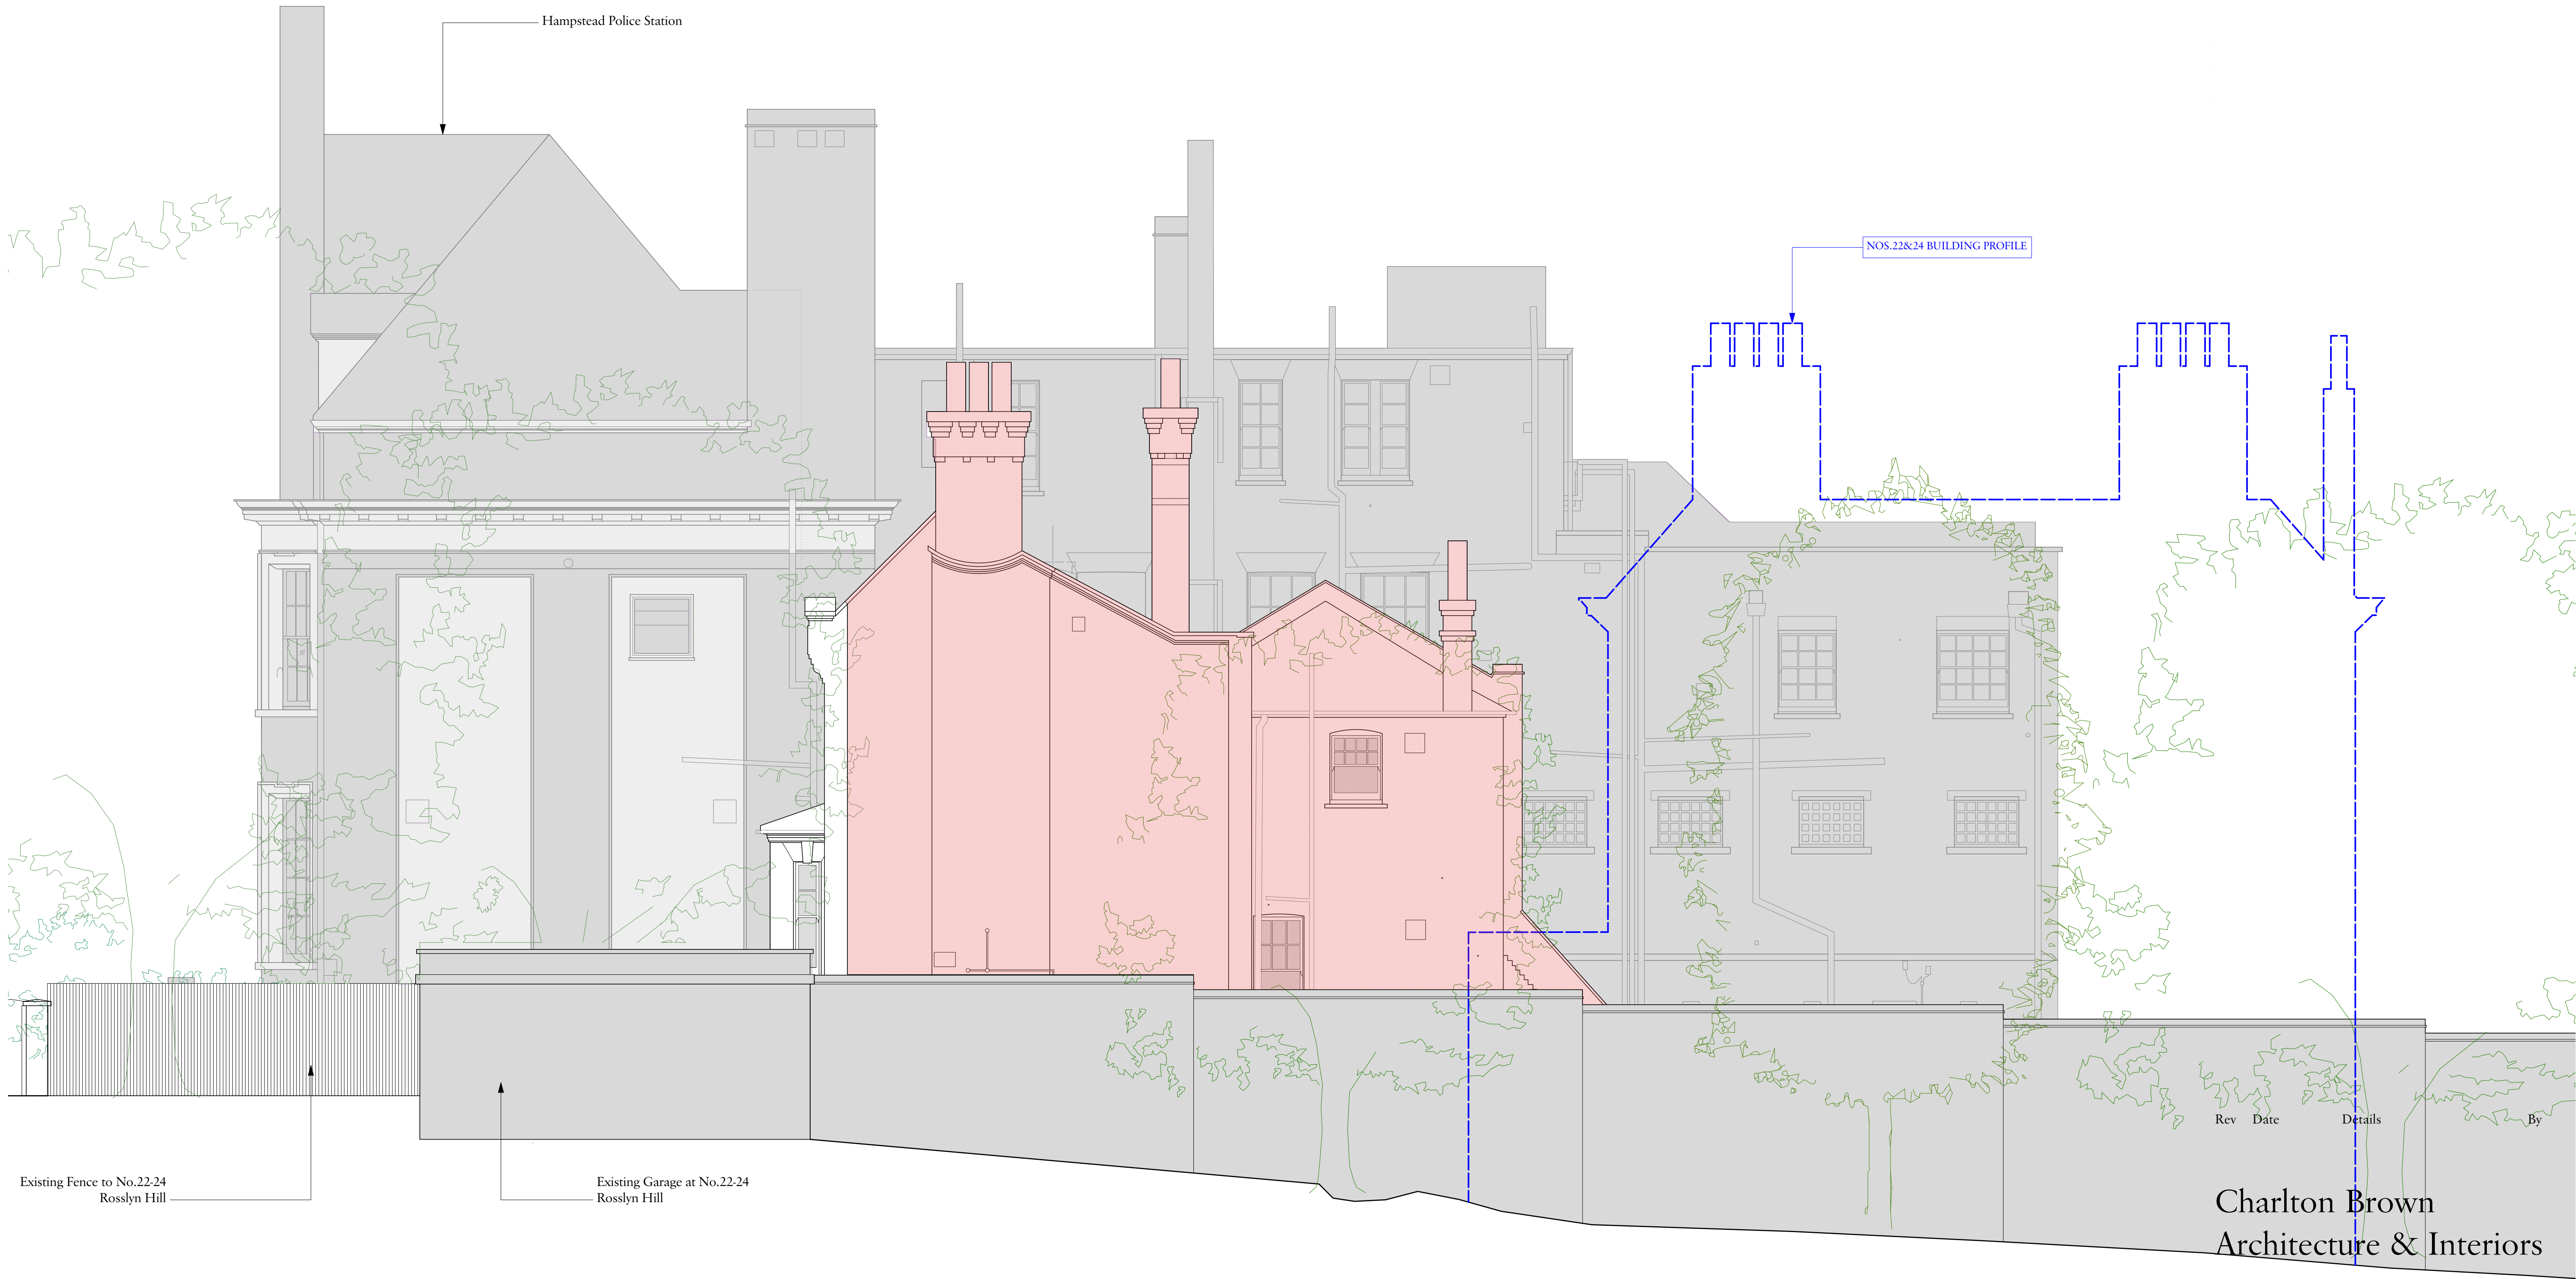 Hampstead Police Station
NOS.22&24 BUILDING PROFILE
Rev Date Details By
Existing Fence to No.22-24
Rosslyn Hill
Existing Garage at No.22-24
Rosslyn Hill
Charlton Brown
Architecture & Interiors